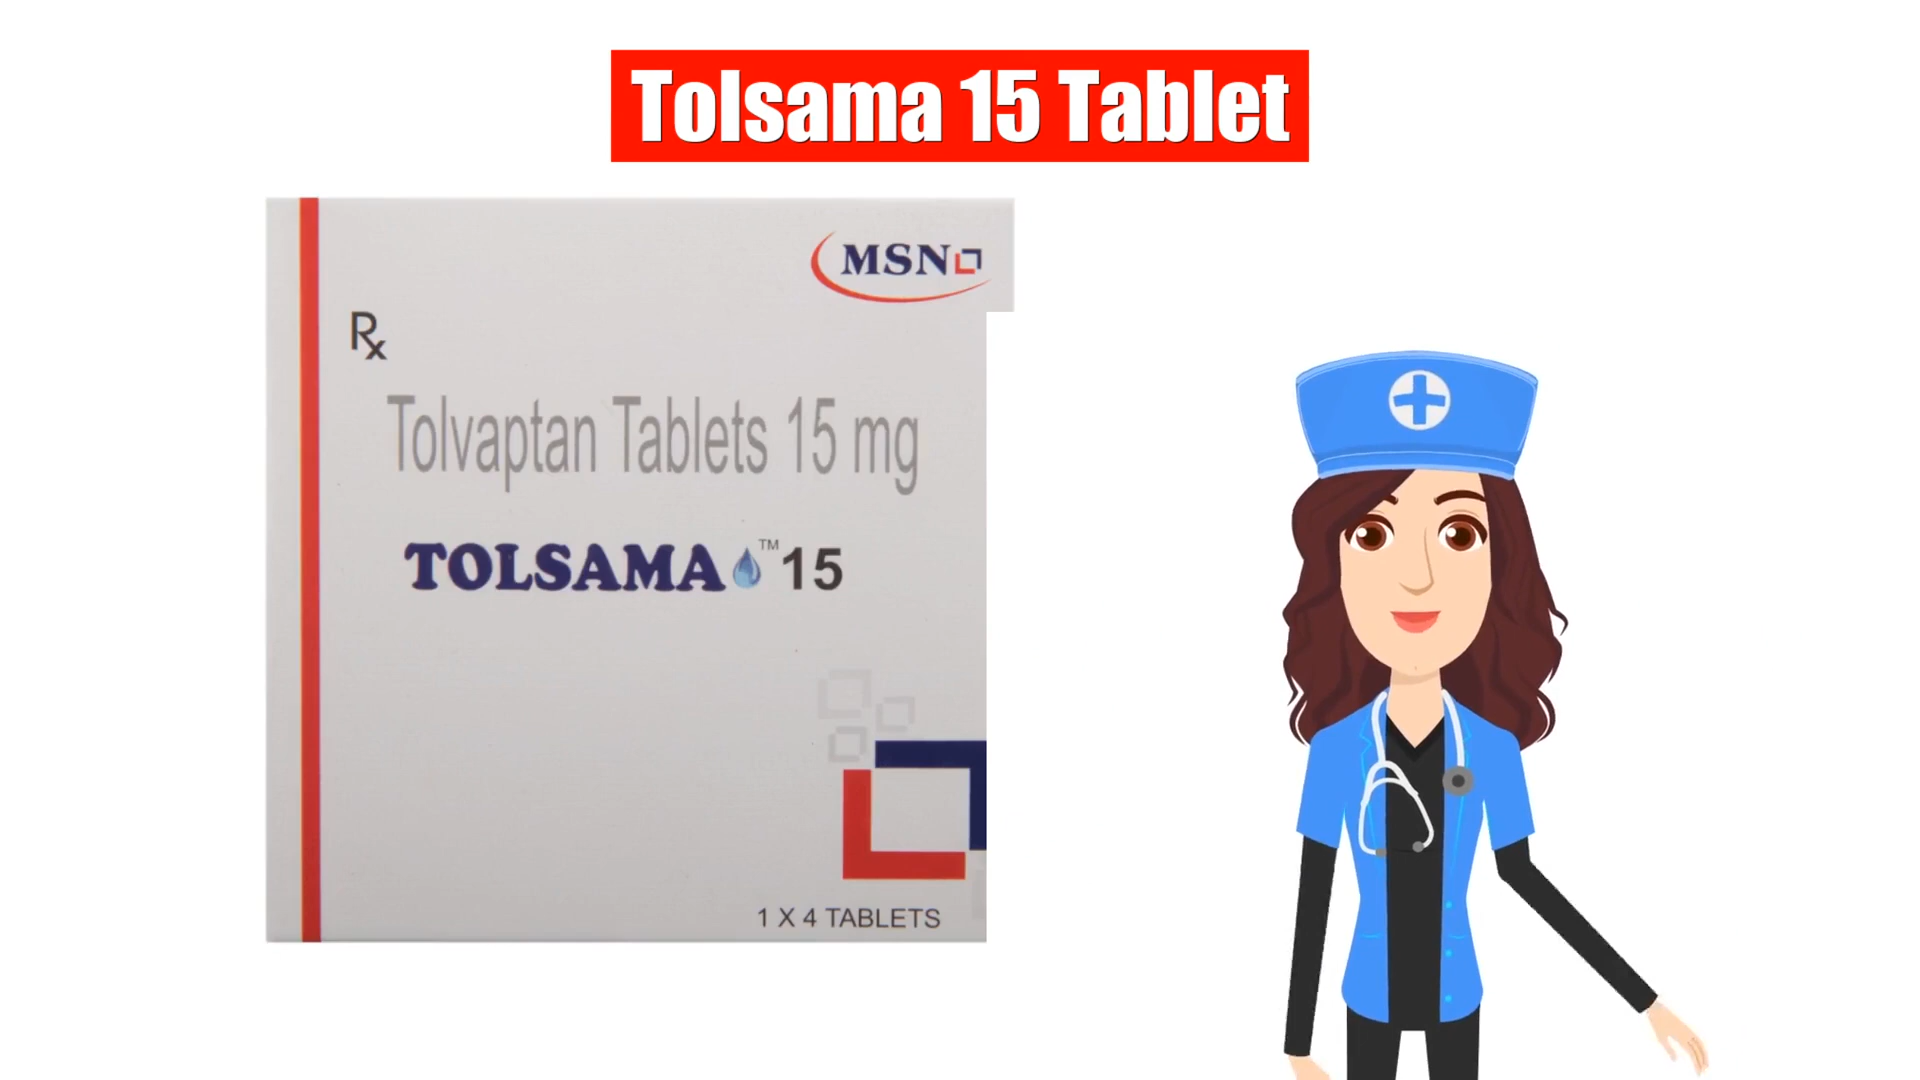 Tolsama 15 Tablet
MSN
Rx
Tolvaptan Tablets 15 mg
TOLSAMA™ 15
1 X 4 TABLETS